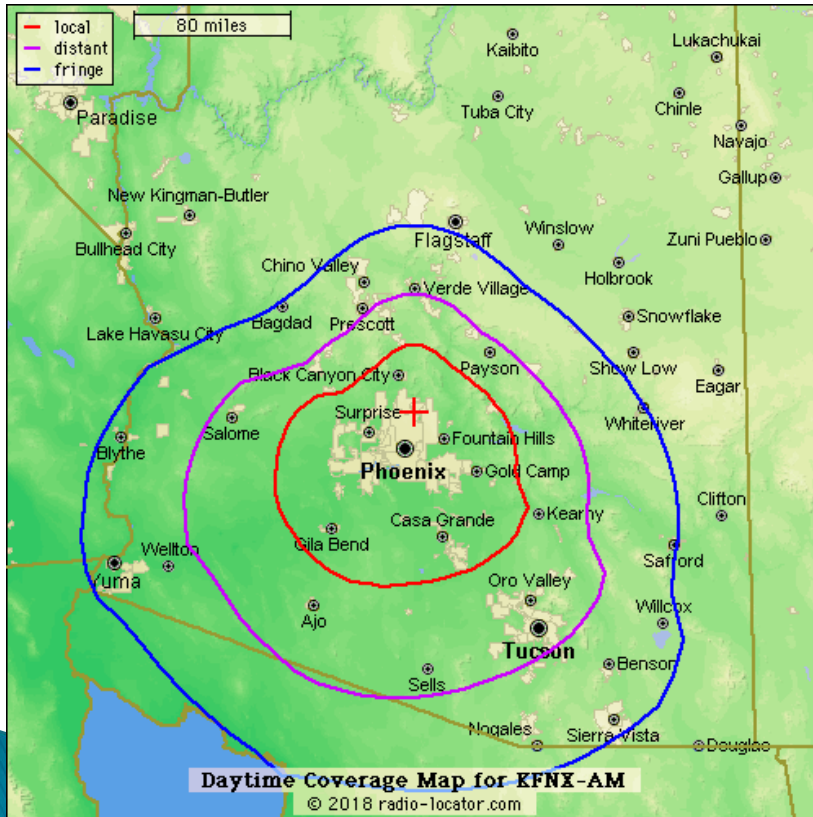 local
distant
fringe
80 miles
Kaibito
Lukachukai
Paradise
Tuba City
Chinle
Navajo
Gallup
New Kingman-Butler
Bullhead City
Flagstaff
Winslow
Zuni Pueblo
Holbrook
Chino Valley
Verde Village
Lake Havasu City
Bagdad
Prescott
Snowflake
Black Canyon City
Payson
Show Low
Eagar
Surprise
Salome
Whiteriver
Blythe
Fountain Hills
Phoenix
Gold Camp
Clifton
Casa Grande
Kearny
Gila Bend
Wellton
Safford
Yuma
Oro Valley
Ajo
Willcox
Tucson
Benson
Sells
Nogales
Sierra Vista
Douglas
Daytime Coverage Map for KFNX-AM
© 2018 radio-locator.com